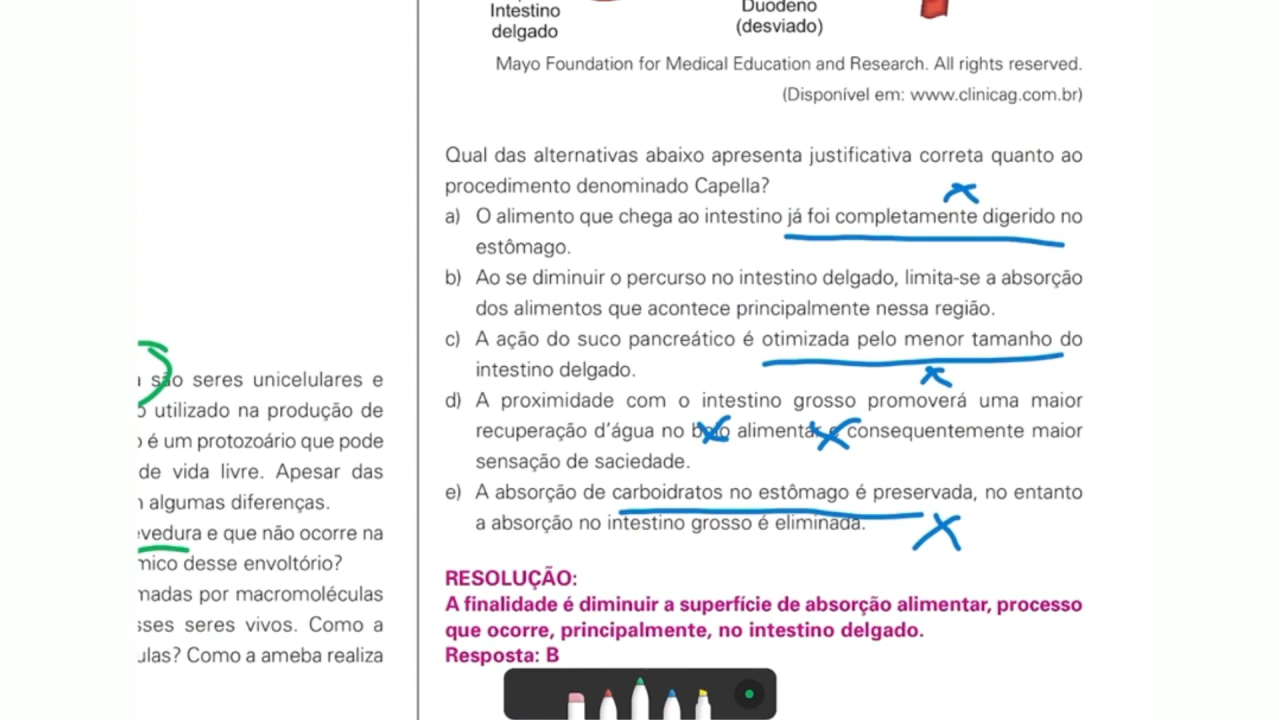 são seres unicelulares e
utilizado na produção de
é um protozoário que pode
de vida livre. Apesar das
algumas diferenças.
e que não ocorre na
desse envoltório?
por macromoléculas
seres vivos. Como a
Como a ameba realiza
Intestino
delgado
Duodeno
(desviado)
Mayo Foundation for Medical Education and Research. All rights reserved.
(Disponível em: www.clinicag.com.br)
Qual das alternativas abaixo apresenta justificativa correta quanto ao
procedimento denominado Capella?
a) O alimento que chega ao intestino já foi completamente digerido no
estômago.
b) Ao se diminuir o percurso no intestino delgado, limita-se a absorção
dos alimentos que acontece principalmente nessa região.
c) A ação do suco pancreático é otimizada pelo menor tamanho do
intestino delgado.
d) A proximidade com o intestino grosso promoverá uma maior
recuperação d'água no bolo alimentar e consequentemente maior
sensação de saciedade.
e) A absorção de carboidratos no estômago é preservada, no entanto
a absorção no intestino grosso é eliminada.
RESOLUÇÃO:
A finalidade é diminuir a superfície de absorção alimentar, processo
que ocorre, principalmente, no intestino delgado.
Resposta: B